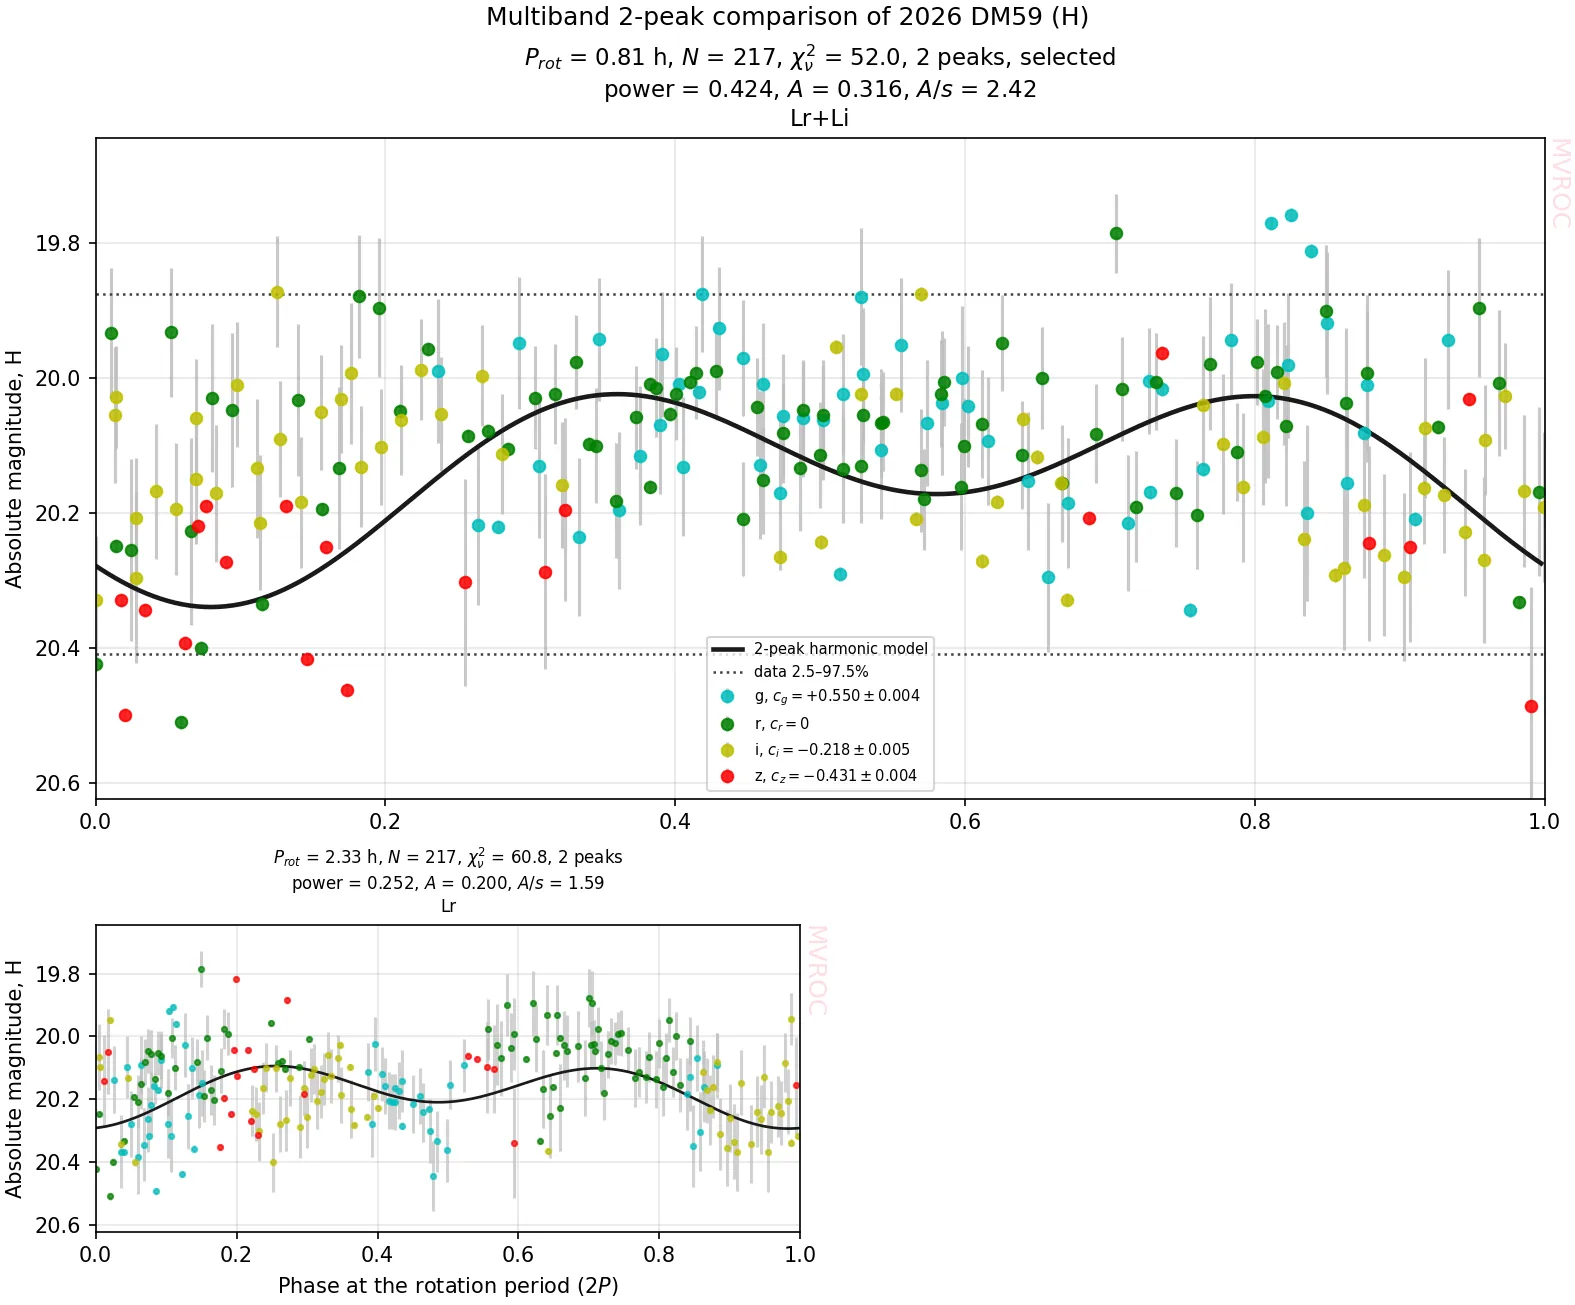 Multiband 2-peak comparison of 2026 DM59 (H)
P_rot = 0.81 h, N = 217, χ²_ν = 52.0, 2 peaks, selected
power = 0.424, A = 0.316, A/s = 2.42
Lr+Li
MVROC
Absolute magnitude, H
19.8
20.0
20.2
20.4
20.6
2-peak harmonic model
data 2.5–97.5%
g, c_g = +0.550 ± 0.004
r, c_r = 0
i, c_i = −0.218 ± 0.005
z, c_z = −0.431 ± 0.004
0.0 0.2 0.4 0.6 0.8 1.0
P_rot = 2.33 h, N = 217, χ²_ν = 60.8, 2 peaks
power = 0.252, A = 0.200, A/s = 1.59
Lr
MVROC
Absolute magnitude, H
19.8
20.0
20.2
20.4
20.6
0.0 0.2 0.4 0.6 0.8 1.0
Phase at the rotation period (2P)